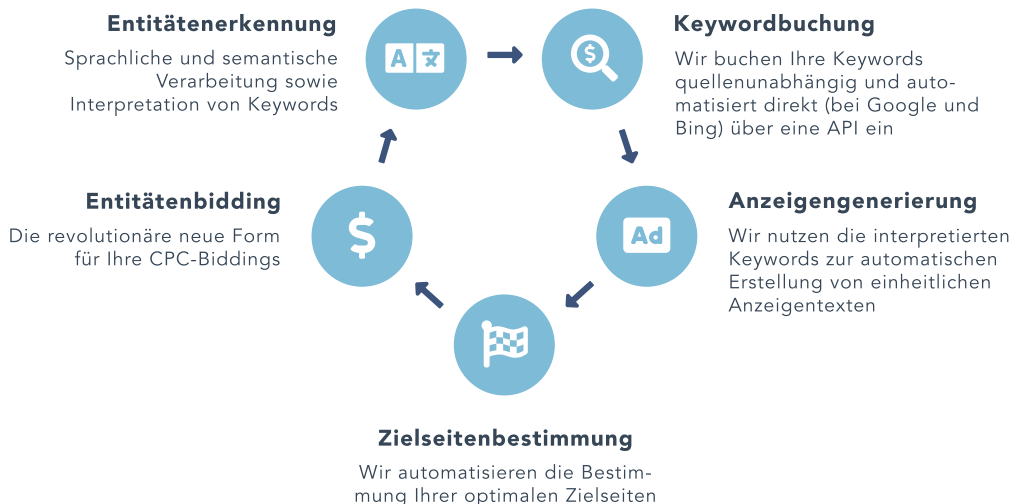 Entitätenerkennung
Sprachliche und semantische
Verarbeitung sowie
Interpretation von Keywords
A
文
Keywordbuchung
Wir buchen Ihre Keywords
quellenunabhängig und auto-
matisiert direkt (bei Google und
Bing) über eine API ein
$
Anzeigengenerierung
Wir nutzen die interpretierten
Keywords zur automatischen
Erstellung von einheitlichen
Anzeigentexten
Ad
Zielseitenbestimmung
Wir automatisieren die Bestim-
mung Ihrer optimalen Zielseiten
Entitätenbidding
Die revolutionäre neue Form
für Ihre CPC-Biddings
$